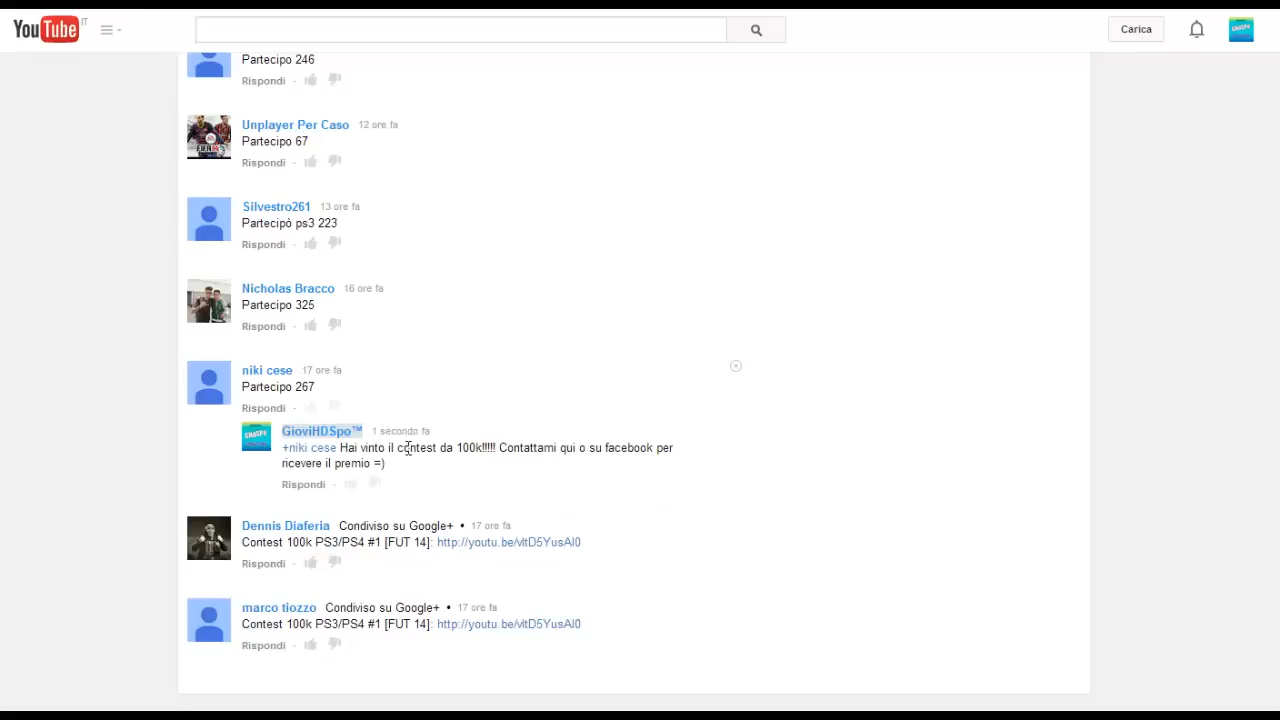 YouTube IT
Carica
Partecipo 246
Rispondi
Unplayer Per Caso 12 ore fa
Partecipo 67
Rispondi
Silvestro261 13 ore fa
Partecipò ps3 223
Rispondi
Nicholas Bracco 16 ore fa
Partecipo 325
Rispondi
niki cese 17 ore fa
Partecipo 267
Rispondi
GioviHDSpo™ 1 secondo fa
+niki cese Hai vinto il contest da 100k!!!!! Contattami qui o su facebook per
ricevere il premio =)
Rispondi
Dennis Diaferia Condiviso su Google+ • 17 ore fa
Contest 100k PS3/PS4 #1 [FUT 14]: http://youtu.be/vltD5YusAl0
Rispondi
marco tiozzo Condiviso su Google+ • 17 ore fa
Contest 100k PS3/PS4 #1 [FUT 14]: http://youtu.be/vltD5YusAl0
Rispondi